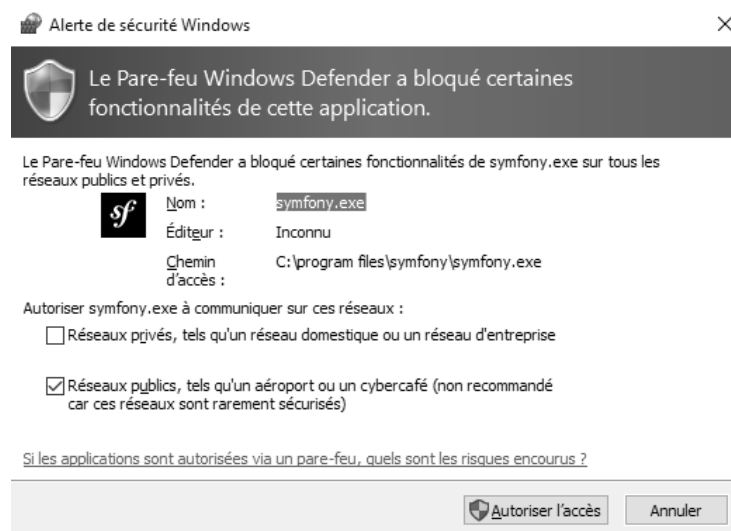 Alerte de sécurité Windows
Le Pare-feu Windows Defender a bloqué certaines
fonctionnalités de cette application.
Le Pare-feu Windows Defender a bloqué certaines fonctionnalités de symfony.exe sur tous les
réseaux publics et privés.
sf
Nom : symfony.exe
Éditeur : Inconnu
Chemin C:\program files\symfony\symfony.exe
d'accès :
Autoriser symfony.exe à communiquer sur ces réseaux :
Réseaux privés, tels qu'un réseau domestique ou un réseau d'entreprise
Réseaux publics, tels qu'un aéroport ou un cybercafé (non recommandé
car ces réseaux sont rarement sécurisés)
Si les applications sont autorisées via un pare-feu, quels sont les risques encourus ?
Autoriser l'accès Annuler